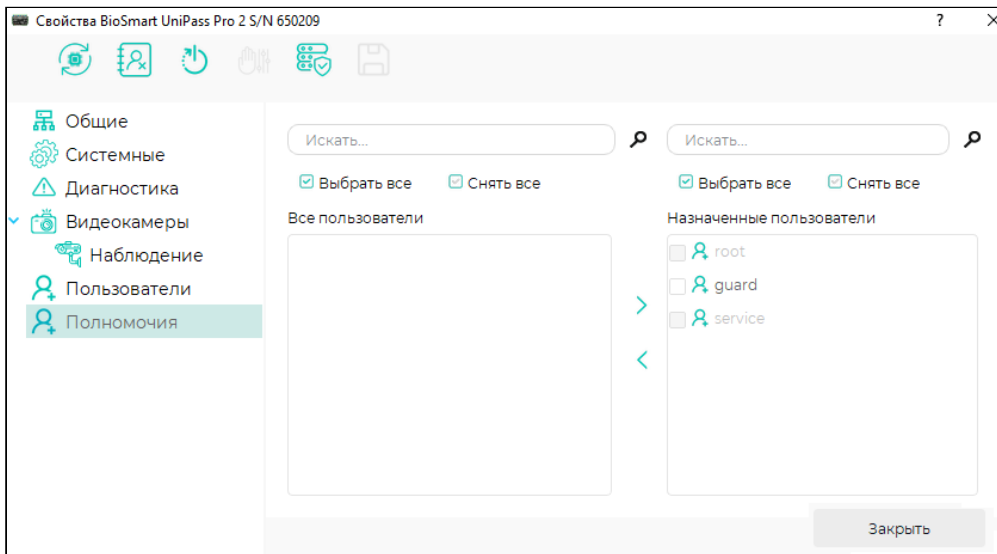 Свойства BioSmart UniPass Pro 2 S/N 650209
?
Общие
Системные
Диагностика
Видеокамеры
Наблюдение
Пользователи
Полномочия
Искать...
Выбрать все Снять все
Все пользователи
Искать...
Выбрать все Снять все
Назначенные пользователи
root
guard
service
Закрыть